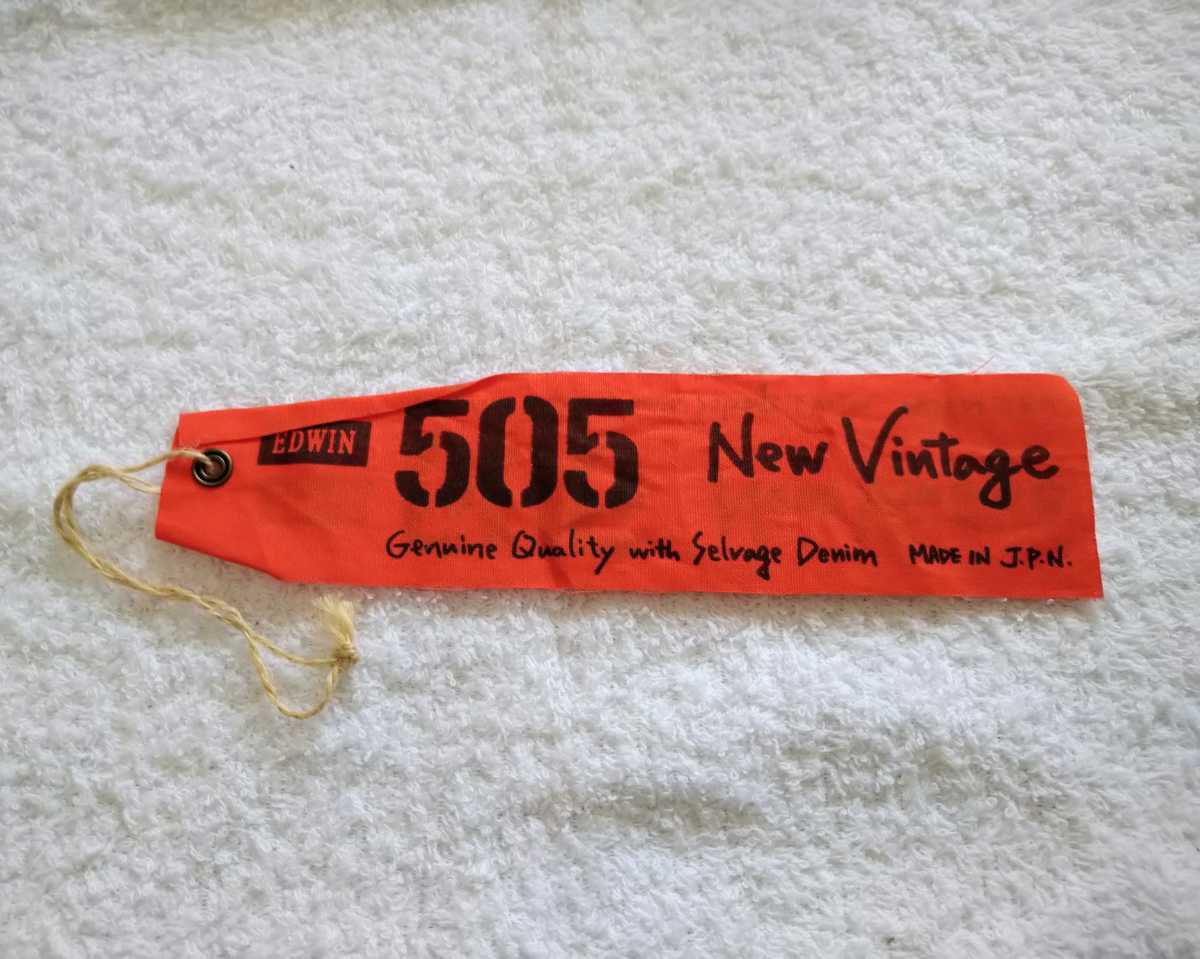 EDWIN 505 New Vintage
Genuine Quality with Selvage Denim MADE IN J.P.N.